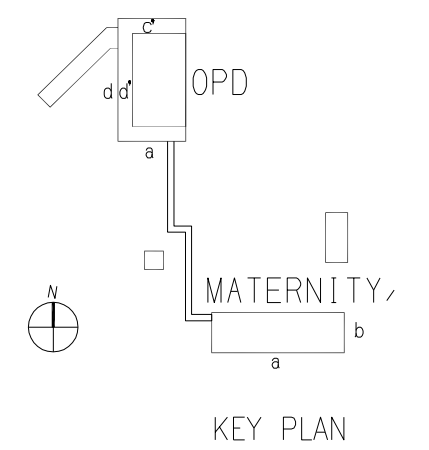 c'
d d' OPD
a
N
MATERNITY/
b
a
KEY PLAN